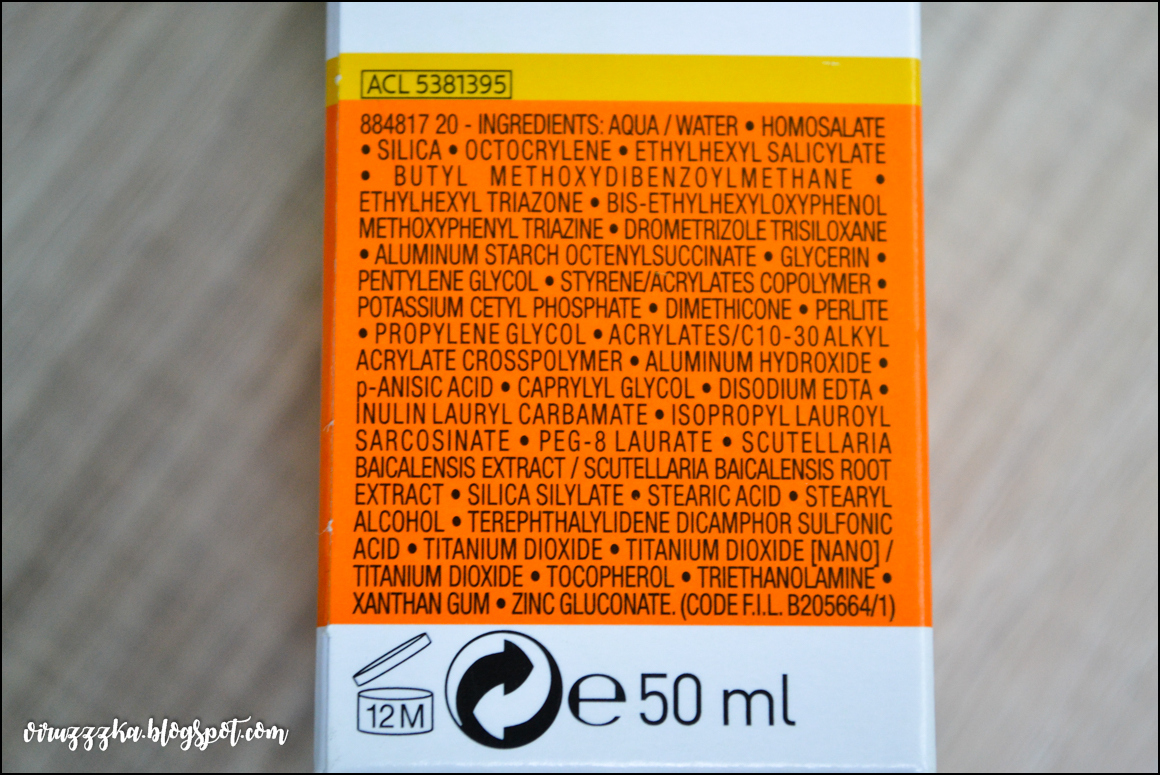 ACL 5381395
884817 20 - INGREDIENTS: AQUA / WATER • HOMOSALATE
• SILICA • OCTOCRYLENE • ETHYLHEXYL SALICYLATE
• BUTYL METHOXYDIBENZOYLMETHANE •
ETHYLHEXYL TRIAZONE • BIS-ETHYLHEXYLOXYPHENOL
METHOXYPHENYL TRIAZINE • DROMETRIZOLE TRISILOXANE
• ALUMINUM STARCH OCTENYLSUCCINATE • GLYCERIN •
PENTYLENE GLYCOL • STYRENE/ACRYLATES COPOLYMER •
POTASSIUM CETYL PHOSPHATE • DIMETHICONE • PERLITE
• PROPYLENE GLYCOL • ACRYLATES/C10-30 ALKYL
ACRYLATE CROSSPOLYMER • ALUMINUM HYDROXIDE •
p-ANISIC ACID • CAPRYLYL GLYCOL • DISODIUM EDTA •
INULIN LAURYL CARBAMATE • ISOPROPYL LAUROYL
SARCOSINATE • PEG-8 LAURATE • SCUTELLARIA
BAICALENSIS EXTRACT / SCUTELLARIA BAICALENSIS ROOT
EXTRACT • SILICA SILYLATE • STEARIC ACID • STEARYL
ALCOHOL • TEREPHTHALYLIDENE DICAMPHOR SULFONIC
ACID • TITANIUM DIOXIDE • TITANIUM DIOXIDE [NANO] /
TITANIUM DIOXIDE • TOCOPHEROL • TRIETHANOLAMINE •
XANTHAN GUM • ZINC GLUCONATE. (CODE F.I.L. B205664/1)
12M
e 50 ml
viruzzzka.blogspot.com